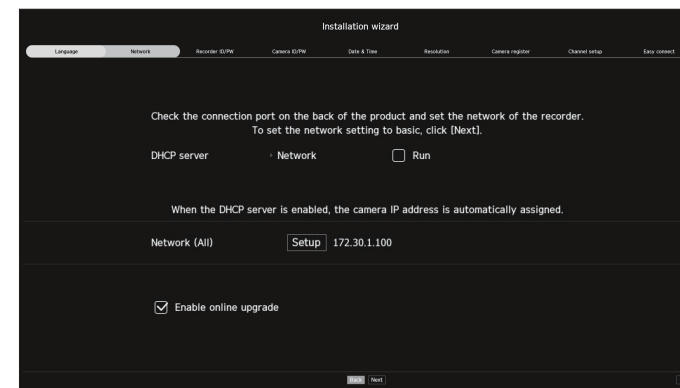 Installation wizard
Language Network Recorder ID/PW Camera ID/PW Date & Time Resolution Camera register Channel setup Easy connect
Check the connection port on the back of the product and set the network of the recorder.
To set the network setting to basic, click [Next].
DHCP server Network Run
When the DHCP server is enabled, the camera IP address is automatically assigned.
Network (All) Setup 172.30.1.100
Enable online upgrade
Back Next